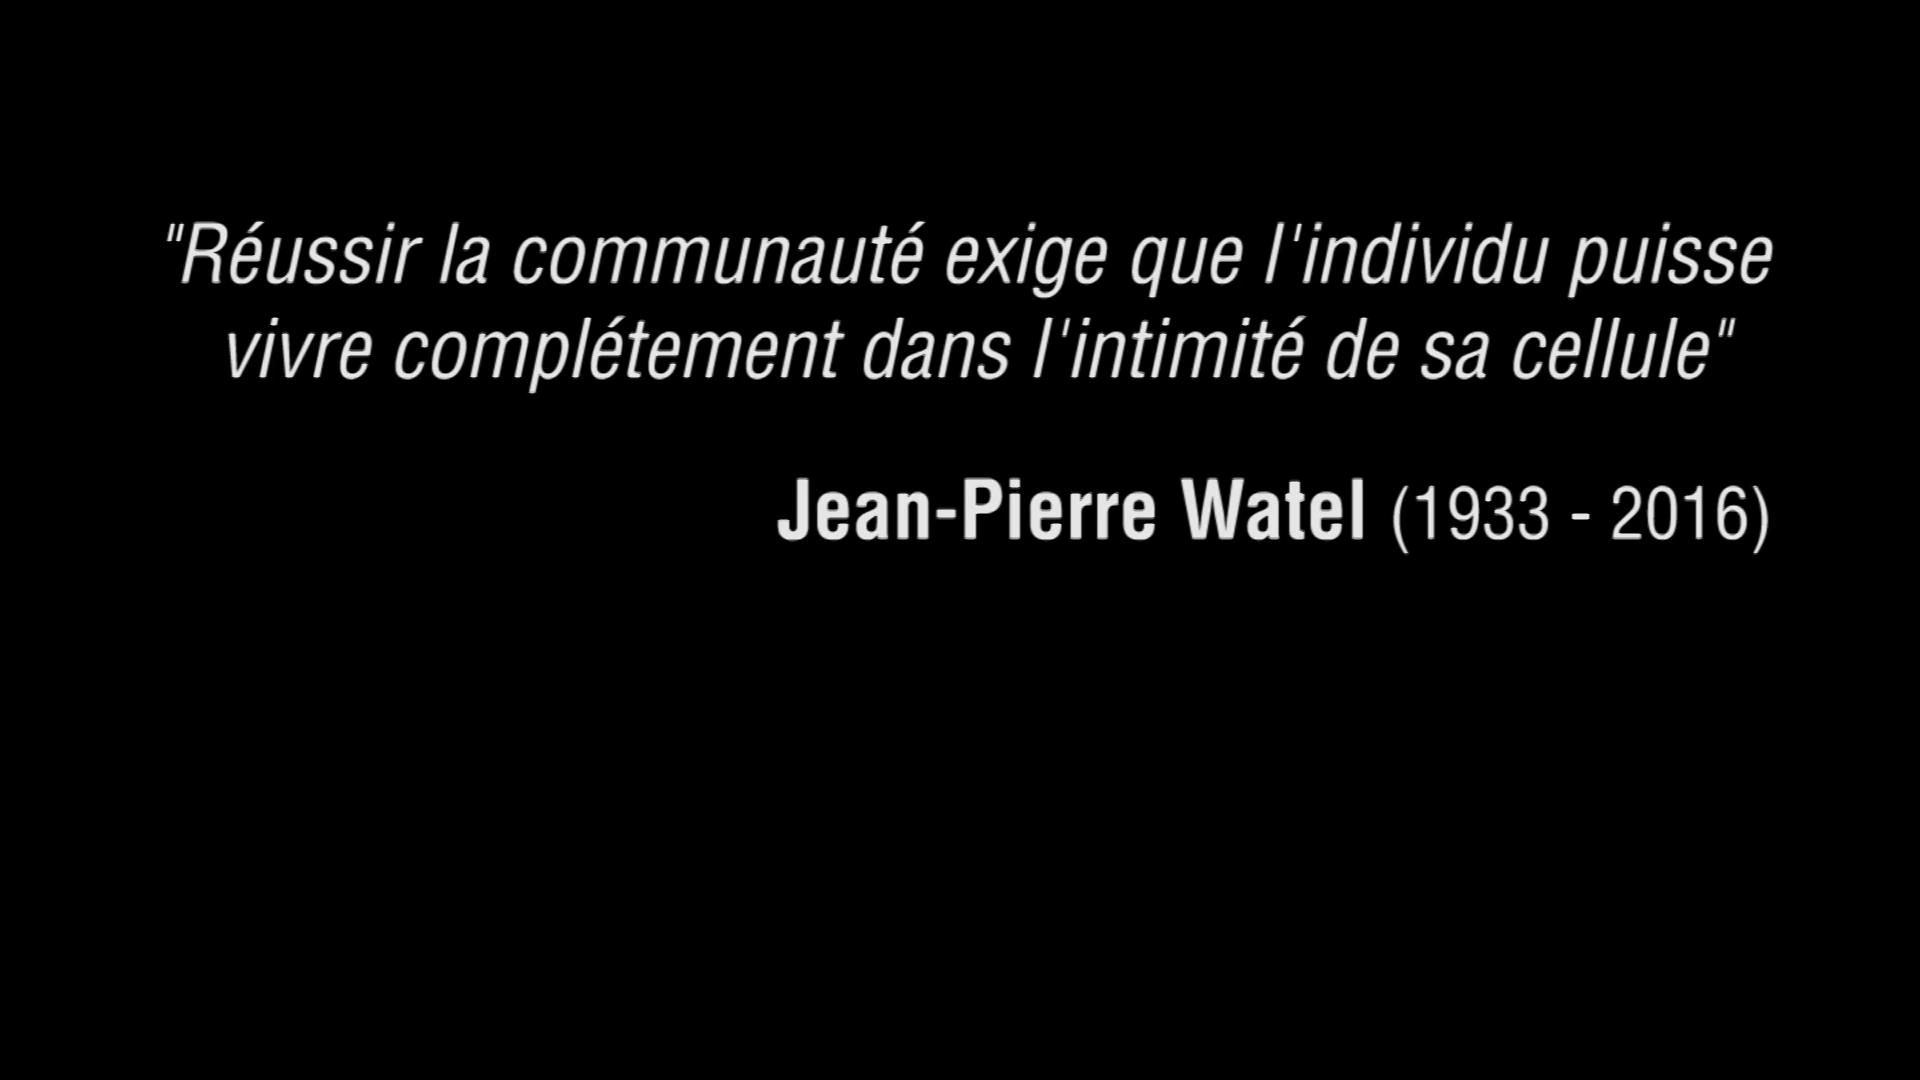 "Réussir la communauté exige que l'individu puisse
vivre complétement dans l'intimité de sa cellule"
Jean-Pierre Watel (1933 - 2016)